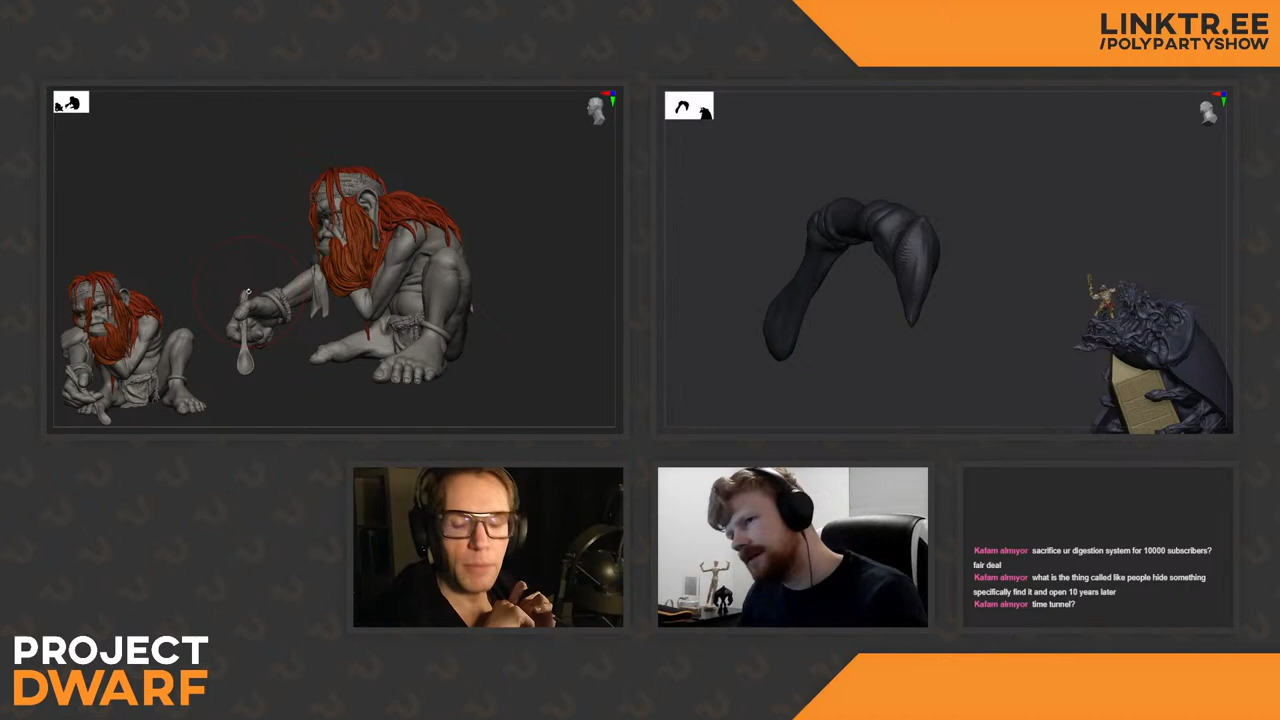 LINKTR.EE
/POLYPARTYSHOW
Kafam almıyor sacrifice ur digestion system for 10000 subscribers?
fair deal
Kafam almıyor what is the thing called like people hide something
specifically find it and open 10 years later
Kafam almıyor time tunnel?
PROJECT
DWARF